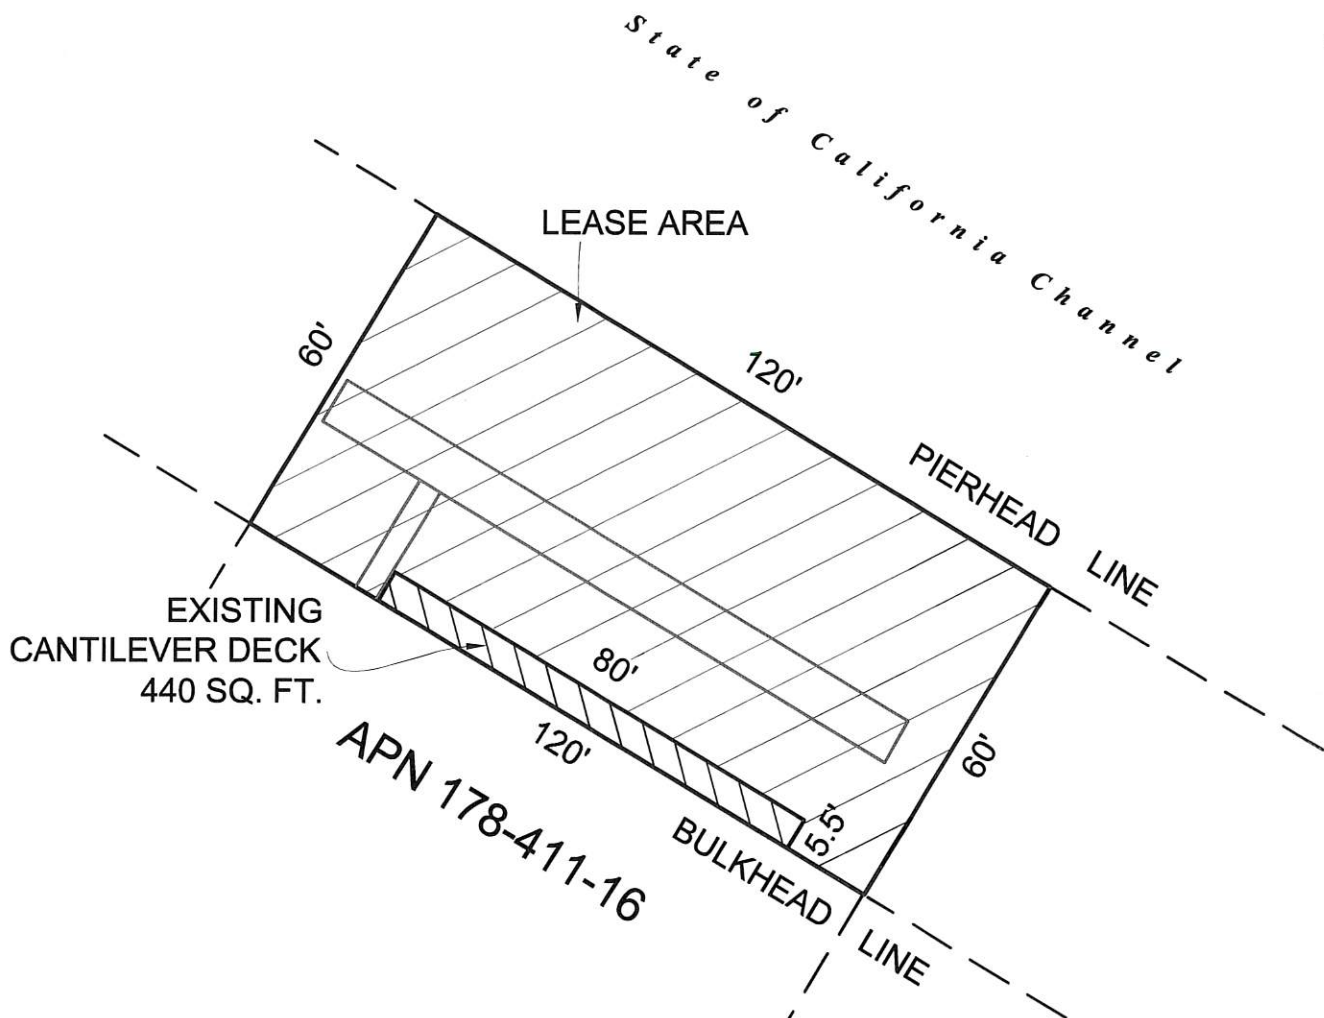 State of California Channel
LEASE AREA
60'
120'
PIERHEAD LINE
EXISTING
CANTILEVER DECK
440 SQ. FT.
80'
120'
60'
5.5'
APN 178-411-16
BULKHEAD LINE